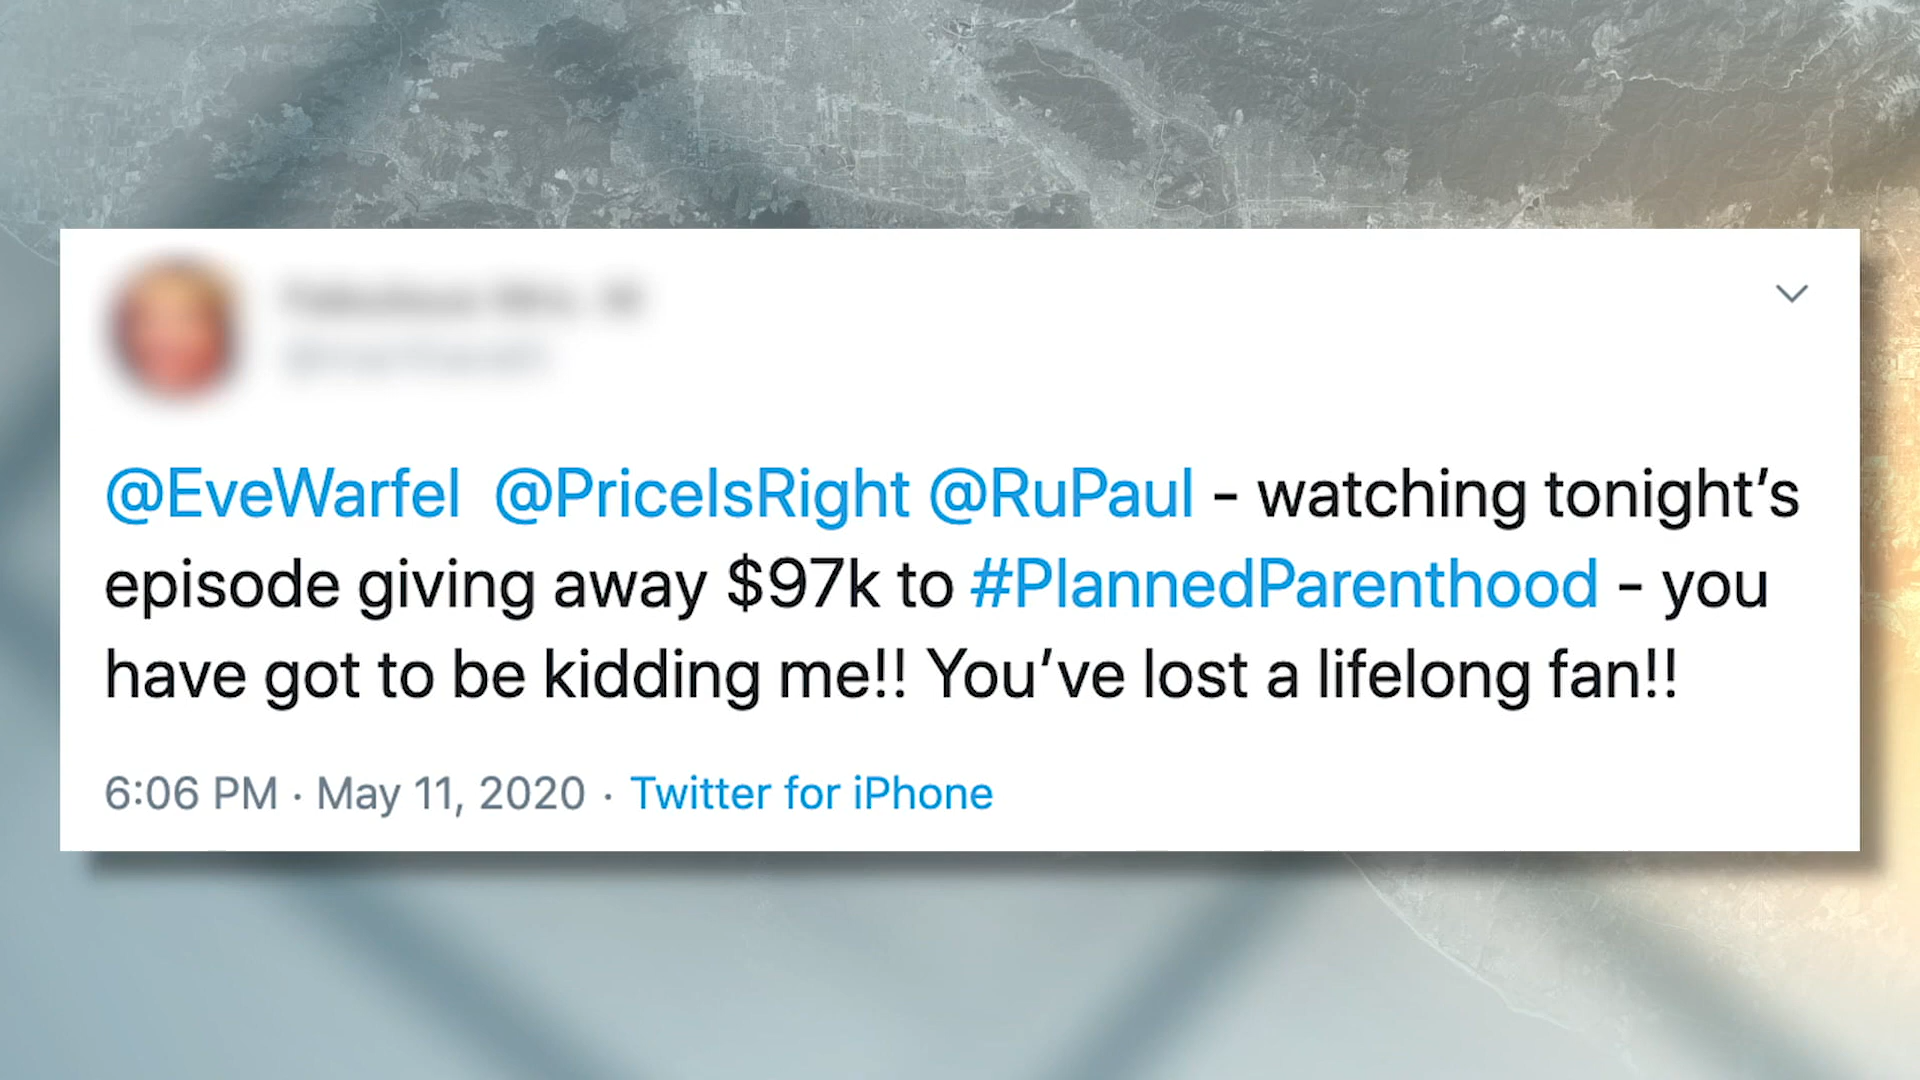 @EveWarfel @PriceIsRight @RuPaul - watching tonight's
episode giving away $97k to #PlannedParenthood - you
have got to be kidding me!! You've lost a lifelong fan!!
6:06 PM · May 11, 2020 · Twitter for iPhone